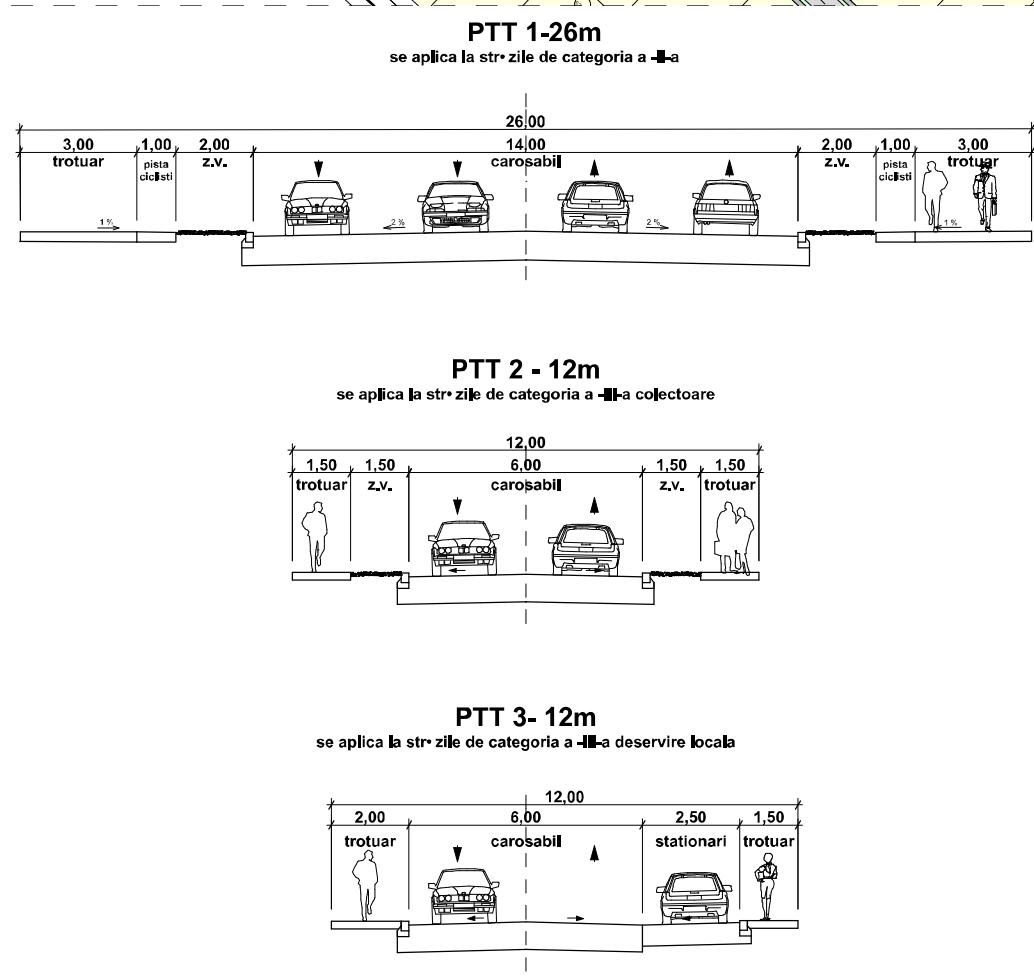 PTT 1-26m
se aplica la str• zile de categoria a -II-a
26,00
3,00 1,00 2,00 14,00 2,00 1,00 3,00
trotuar pista ciclisti z.v. carosabil z.v. pista ciclisti trotuar
1 % 2 % 2 % 1 %
PTT 2 - 12m
se aplica la str• zile de categoria a -III-a colectoare
12,00
1,50 1,50 6,00 1,50 1,50
trotuar z.v. carosabil z.v. trotuar
PTT 3- 12m
se aplica la str• zile de categoria a -III-a deservire locala
12,00
2,00 6,00 2,50 1,50
trotuar carosabil stationari trotuar